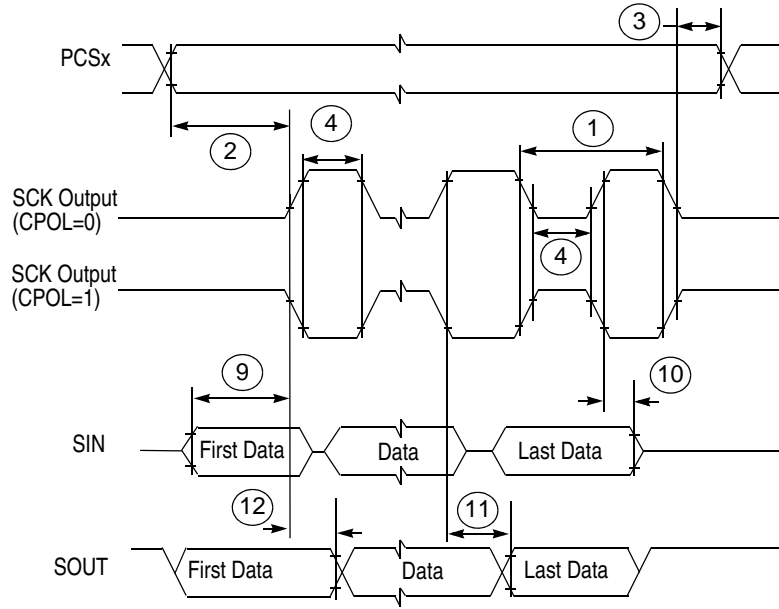 3
PCSx
2
4
1
SCK Output
(CPOL=0)
4
SCK Output
(CPOL=1)
9
10
SIN
First Data
Data
Last Data
12
11
SOUT
First Data
Data
Last Data